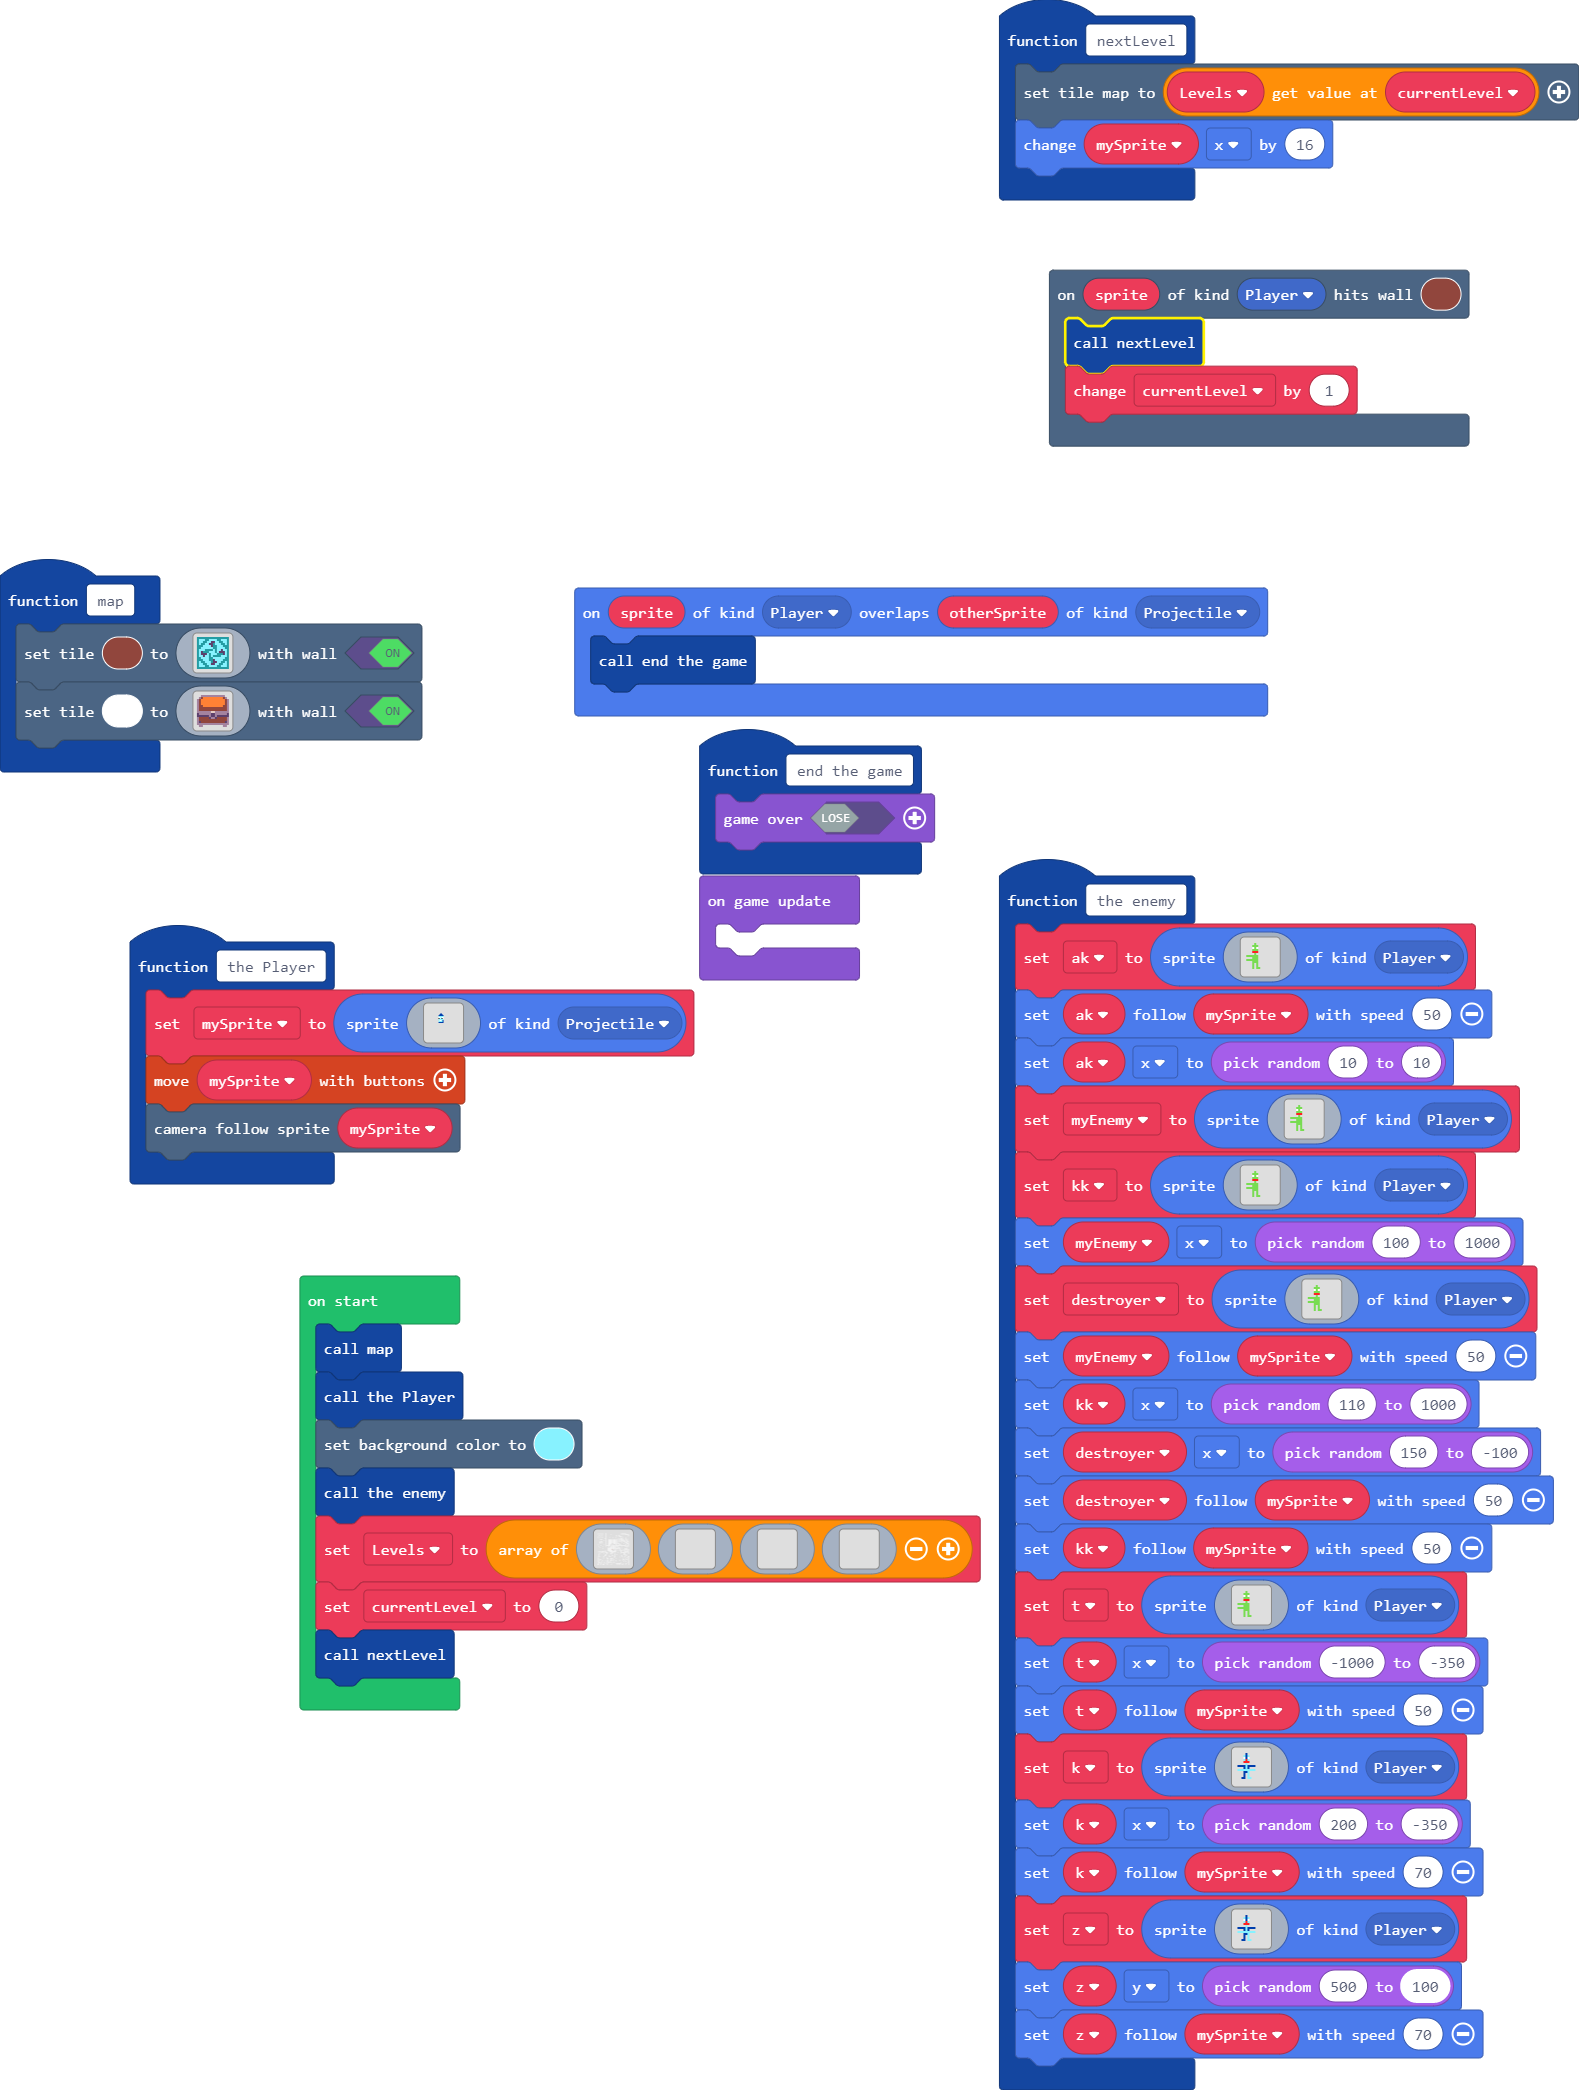 function nextLevel
set tile map to Levels get value at currentLevel
change mySprite x by 16
on sprite of kind Player hits wall
call nextLevel
change currentLevel by 1
function map
set tile to with wall ON
set tile to with wall ON
on sprite of kind Player overlaps otherSprite of kind Projectile
call end the game
function end the game
game over LOSE
on game update
function the Player
set mySprite to sprite of kind Projectile
move mySprite with buttons
camera follow sprite mySprite
on start
call map
call the Player
set background color to
call the enemy
set Levels to array of
set currentLevel to 0
call nextLevel
function the enemy
set ak to sprite of kind Player
set ak follow mySprite with speed 50
set ak x to pick random 10 to 10
set myEnemy to sprite of kind Player
set kk to sprite of kind Player
set myEnemy x to pick random 100 to 1000
set destroyer to sprite of kind Player
set myEnemy follow mySprite with speed 50
set kk x to pick random 110 to 1000
set destroyer x to pick random 150 to -100
set destroyer follow mySprite with speed 50
set kk follow mySprite with speed 50
set t to sprite of kind Player
set t x to pick random -1000 to -350
set t follow mySprite with speed 50
set k to sprite of kind Player
set k x to pick random 200 to -350
set k follow mySprite with speed 70
set z to sprite of kind Player
set z y to pick random 500 to 100
set z follow mySprite with speed 70